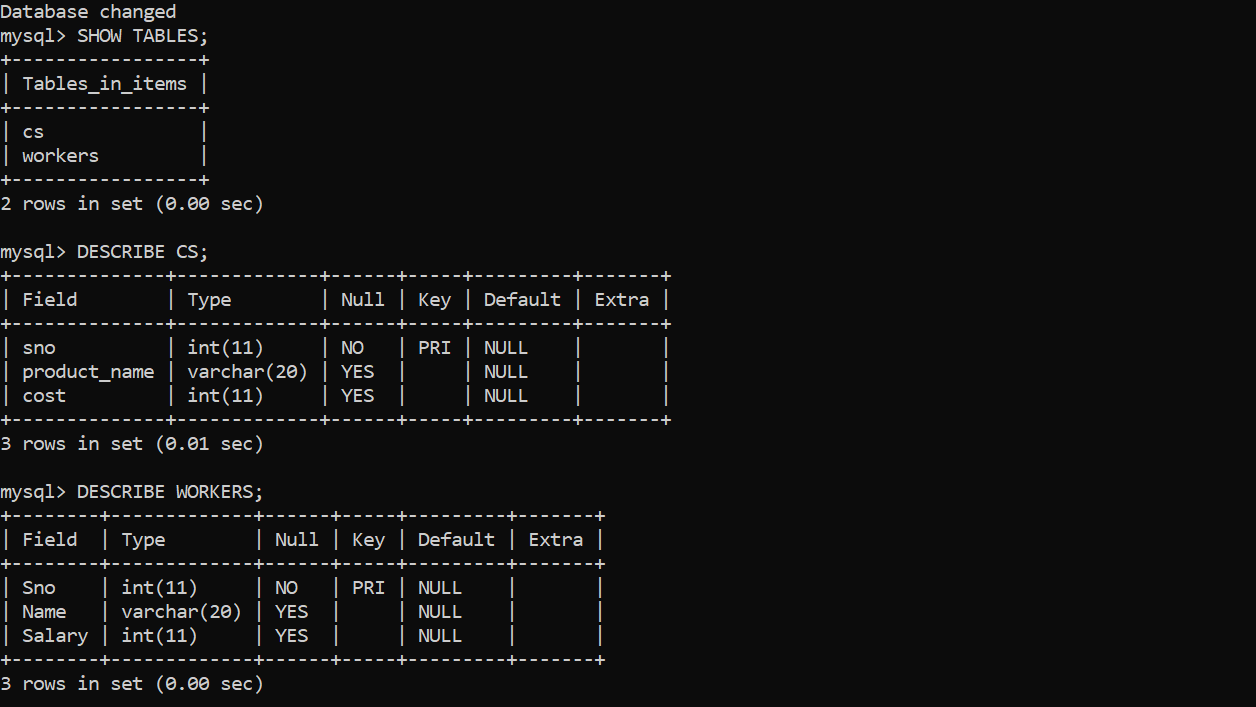 Database changed
mysql> SHOW TABLES;
+-----------------+
| Tables_in_items |
+-----------------+
| cs              |
| workers         |
+-----------------+
2 rows in set (0.00 sec)

mysql> DESCRIBE CS;
+--------------+-------------+------+-----+---------+-------+
| Field        | Type        | Null | Key | Default | Extra |
+--------------+-------------+------+-----+---------+-------+
| sno          | int(11)     | NO   | PRI | NULL    |       |
| product_name | varchar(20) | YES  |     | NULL    |       |
| cost         | int(11)     | YES  |     | NULL    |       |
+--------------+-------------+------+-----+---------+-------+
3 rows in set (0.01 sec)

mysql> DESCRIBE WORKERS;
+--------+-------------+------+-----+---------+-------+
| Field  | Type        | Null | Key | Default | Extra |
+--------+-------------+------+-----+---------+-------+
| Sno    | int(11)     | NO   | PRI | NULL    |       |
| Name   | varchar(20) | YES  |     | NULL    |       |
| Salary | int(11)     | YES  |     | NULL    |       |
+--------+-------------+------+-----+---------+-------+
3 rows in set (0.00 sec)